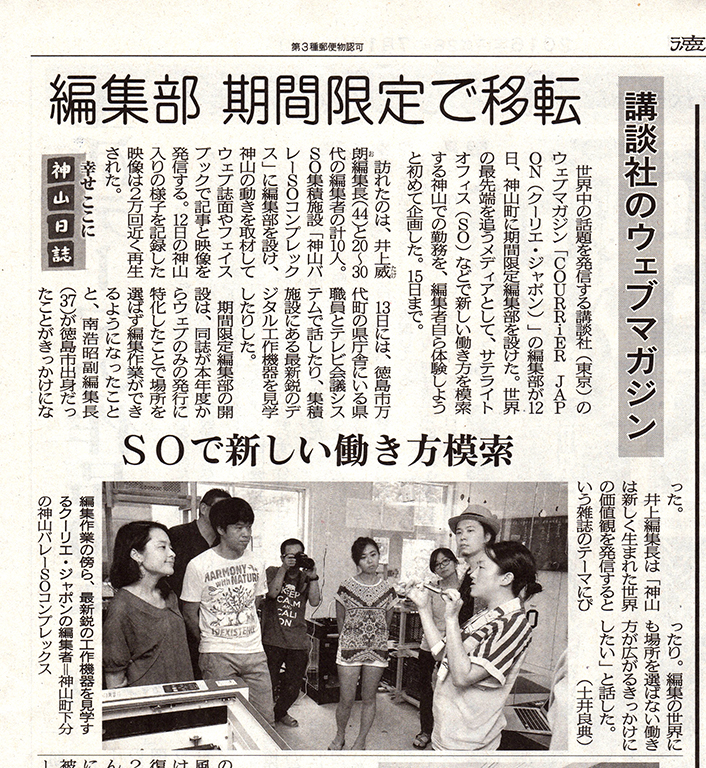 第３種郵便物認可
徳
講談社のウェブマガジン
編集部 期間限定で移転
世界中の話題を発信する講談社（東京）の
ウェブマガジン「ＣＯＵＲＲｉＥＲ ＪＡＰ
ＯＮ（クーリエ・ジャポン）」の編集部が12
日、神山町に期間限定編集部を設けた。世界
の最先端を追うメディアとして、サテライト
オフィス（ＳＯ）などで新しい働き方を模索
する神山での勤務を、編集者自ら体験しよう
と初めて企画した。15日まで。
訪れたのは、井上威
朗編集長（44）と20～30
代の編集者の計10人。
ＳＯ集積施設「神山バ
レーＳＯコンプレック
ス」に編集部を設け、
神山の動きを取材して
ウェブ誌面やフェイス
ブックで記事と映像を
発信する。12日の神山
入りの様子を記録した
映像は２万回近く再生
された。
幸せ ここに
神山日誌
13日には、徳島市万
代町の県庁舎にいる県
職員とテレビ会議シス
テムで話したり、集積
施設にある最新鋭のデ
ジタル工作機器を見学
したりした。
期間限定編集部の開
設は、同誌が本年度か
らウェブのみの発行に
特化したことで場所を
選ばず編集作業ができ
るようになったこと
と、南浩昭副編集長
（37）が徳島市出身だっ
たことがきっかけにな
ＳＯで新しい働き方模索
った。
井上編集長は「神山
は新しく生まれた世界
の価値観を発信すると
いう雑誌のテーマにぴ
ったり。編集の世界に
も場所を選ばない働き
方が広がるきっかけに
したい」と話した。
（土井良典）
HARMONY
WITH NATURE
COEXISTENCE
KEEP
CALM
AND
CALL
ON
編集作業の傍ら、最新鋭の工作機器を見学す
るクーリエ・ジャポンの編集者＝神山町下分
の神山バレーＳＯコンプレックス